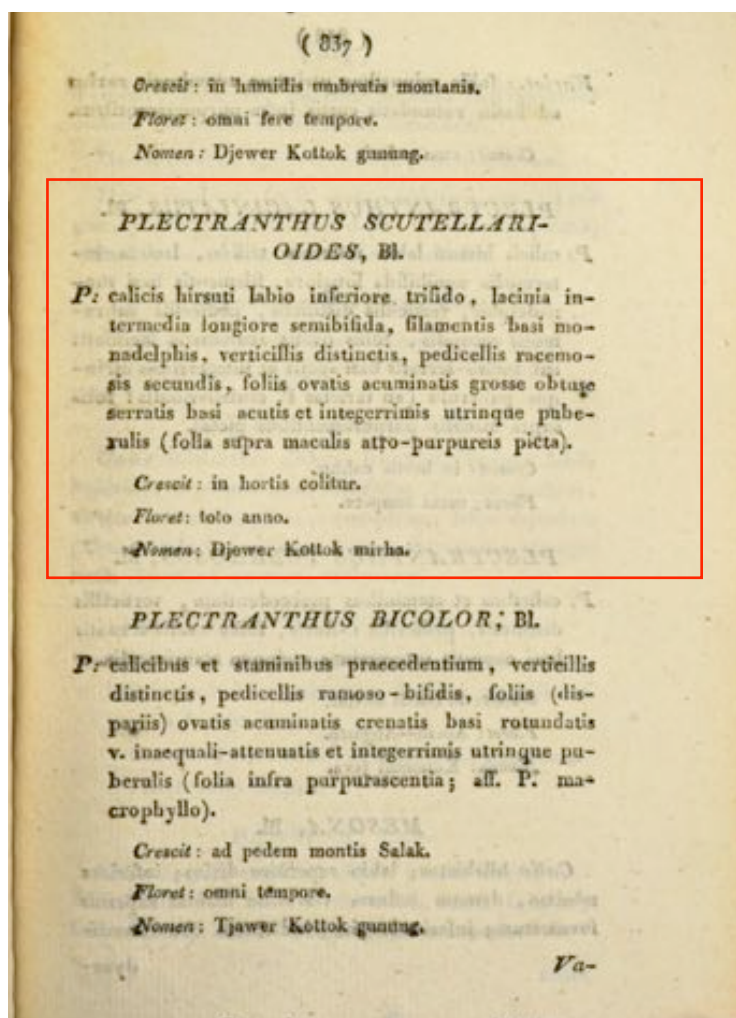 ( 837 )
Crescit: in humidis umbratis montanis.
Floret: omni fere tempore.
Nomen: Djewer Kottok gunung.
PLECTRANTHUS SCUTELLARI-
OIDES, Bl.
P: calicis hirsuti labio inferiore trifido, lacinia in-
termedia longiore semibifida, filamentis basi mo-
nadelphis, verticillis distinctis, pedicellis racemo-
sis secundis, foliis ovatis acuminatis grosse obtuse
serratis basi acutis et integerrimis utrinque pube-
rulis (folia supra maculis atro-purpureis picta).
Crescit: in hortis colitur.
Floret: toto anno.
Nomen: Djewer Kottok mirha.
PLECTRANTHUS BICOLOR, Bl.
P: calicibus et staminibus praecedentium, verticillis
distinctis, pedicellis ramoso-bifidis, foliis (dis-
pariis) ovatis acuminatis crenatis basi rotundatis
v. inaequali-attenuatis et integerrimis utrinque pu-
berulis (folia infra purpurascentia; aff. P. ma-
crophyllo).
Crescit: ad pedem montis Salak.
Floret: omni tempore.
Nomen: Tjawer Kottok gunung.
Va-